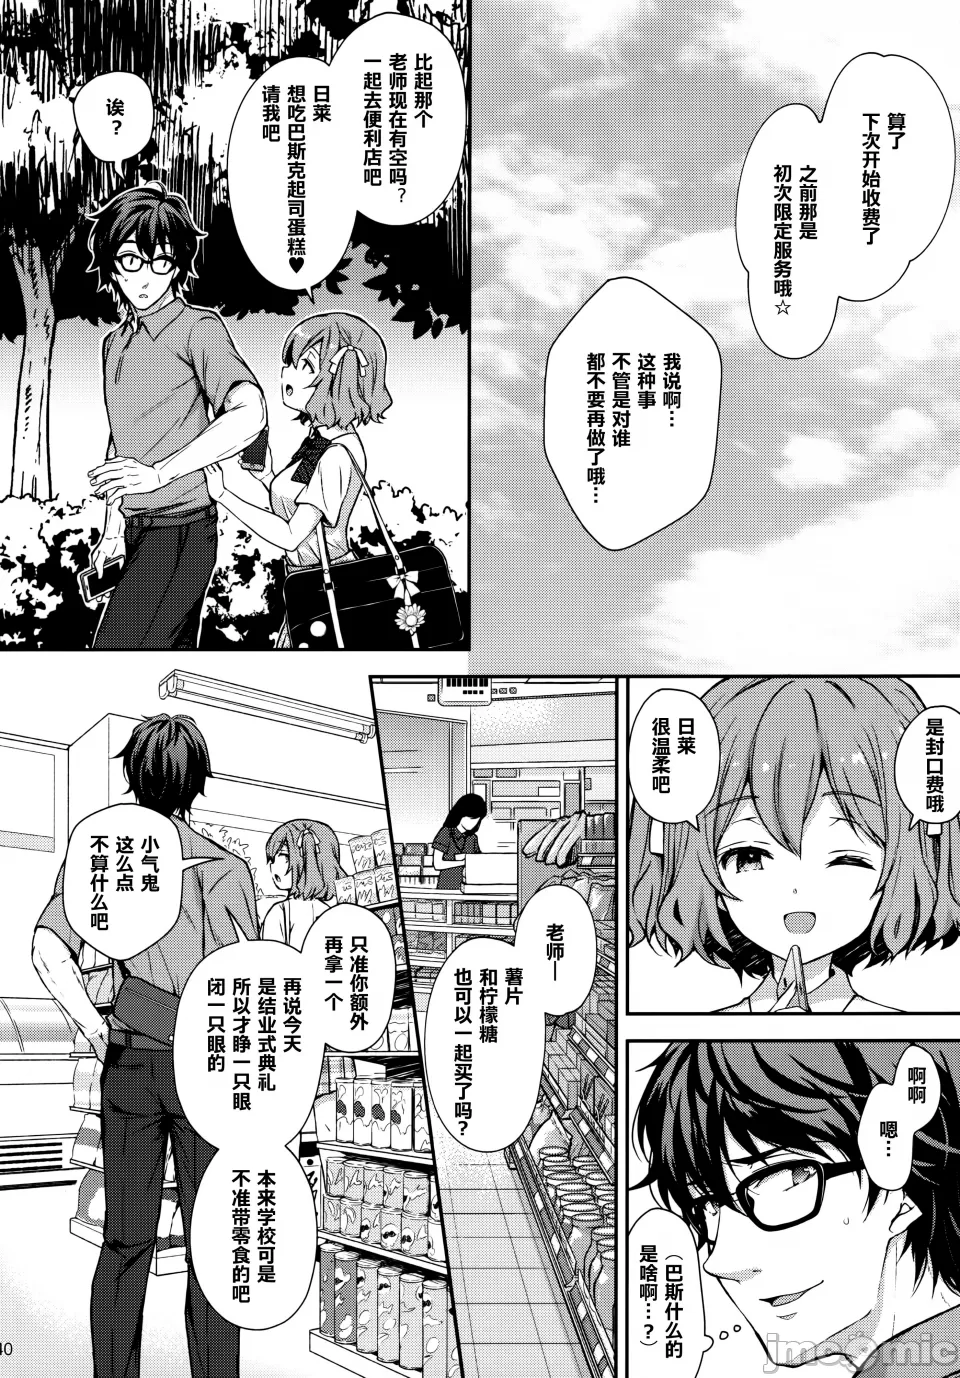 算了
下次开始收费了
之前那是
初次限定服务哦☆
我说啊…
这种事
不管是对谁
都不要再做了哦…
比起那个
老师现在有空吗?
一起去便利店吧
日菜
想吃巴斯克起司蛋糕♥
请我吧
诶?
是封口费哦
日菜
很温柔吧
啊啊
嗯…
(巴斯什么的
是啥啊…?)
老师—
薯片
和柠檬糖
也可以一起买了吗?
只准你额外
再拿一个
再说今天
是结业式典礼
所以才睁一只眼
闭一只眼的
本来学校可是
不准带零食的吧
小气鬼
这么点
不算什么吧
40
jmcomic